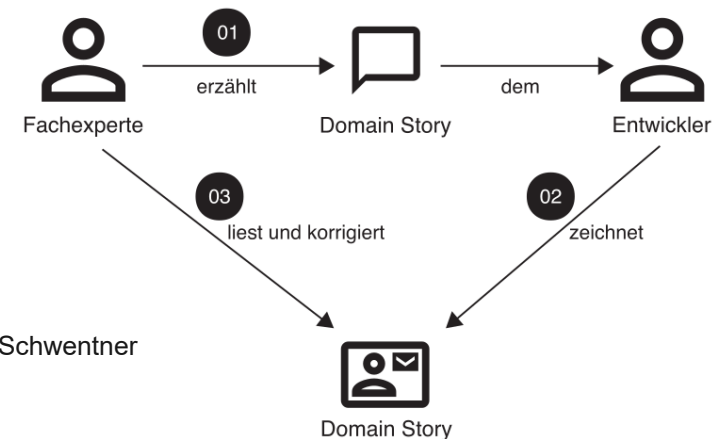 01
erzählt
dem
Fachexperte
Domain Story
Entwickler
03
02
liest und korrigiert
zeichnet
Schwentner
Domain Story